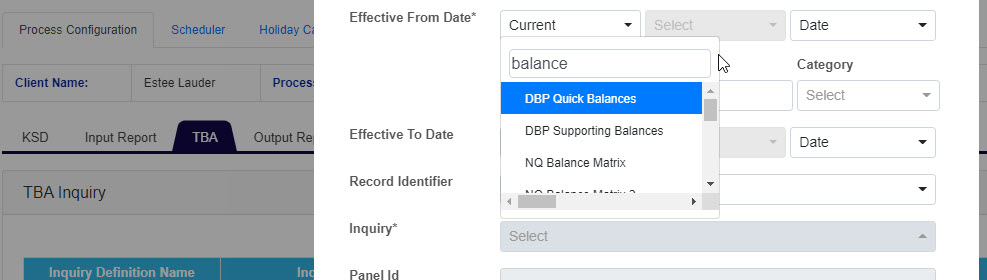 Process Configuration
Scheduler
Holiday Ca
Client Name:
Estee Lauder
Proces
KSD
Input Report
TBA
Output Re
TBA Inquiry
Inquiry Definition Name
Inq
Effective From Date*
Current
Select
Date
balance
DBP Quick Balances
DBP Supporting Balances
NQ Balance Matrix
NQ Balance Matrix 2
Category
Select
Effective To Date
Date
Record Identifier
Inquiry*
Select
Panel Id